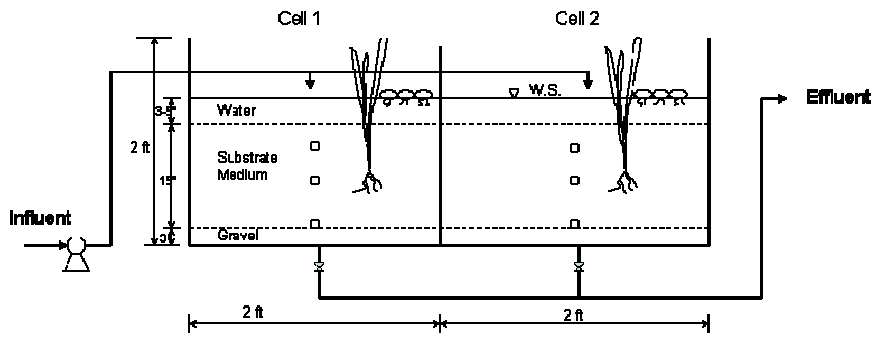 Cell 1
Cell 2
W.S.
Effluent
Water
2 ft
Substrate
Medium
15"
Influent
Gravel
2 ft
2 ft